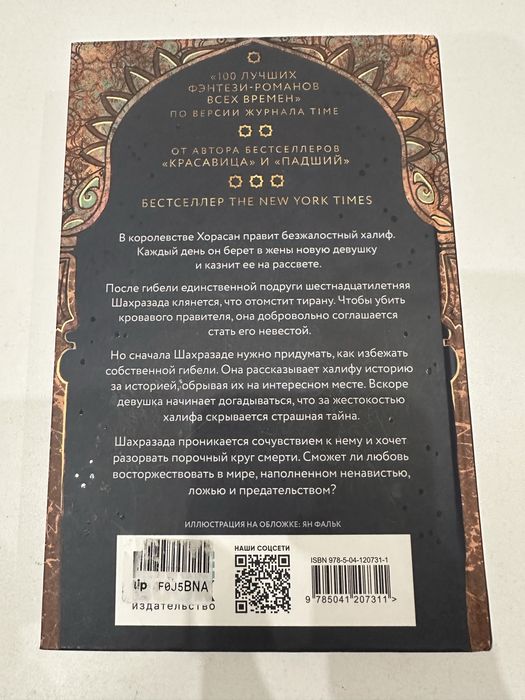 «100 ЛУЧШИХ
ФЭНТЕЗИ-РОМАНОВ
ВСЕХ ВРЕМЕН»
ПО ВЕРСИИ ЖУРНАЛА TIME
ОТ АВТОРА БЕСТСЕЛЛЕРОВ
«КРАСАВИЦА» И «ПАДШИЙ»
БЕСТСЕЛЛЕР THE NEW YORK TIMES
В королевстве Хорасан правит безжалостный халиф.
Каждый день он берет в жены новую девушку
и казнит ее на рассвете.
После гибели единственной подруги шестнадцатилетняя
Шахразада клянется, что отомстит тирану. Чтобы убить
кровавого правителя, она добровольно соглашается
стать его невестой.
Но сначала Шахразаде нужно придумать, как избежать
собственной гибели. Она рассказывает халифу историю
за историей, обрывая их на интересном месте. Вскоре
девушка начинает догадываться, что за жестокостью
халифа скрывается страшная тайна.
Шахразада проникается сочувствием к нему и хочет
разорвать порочный круг смерти. Сможет ли любовь
восторжествовать в мире, наполненном ненавистью,
ложью и предательством?
ИЛЛЮСТРАЦИЯ НА ОБЛОЖКЕ: ЯН ФАЛЬК
НАШИ СОЦСЕТИ
ISBN 978-5-04-120731-1
F0J5BNA
ИЗДАТЕЛЬСТВО
9 785041 207311 >